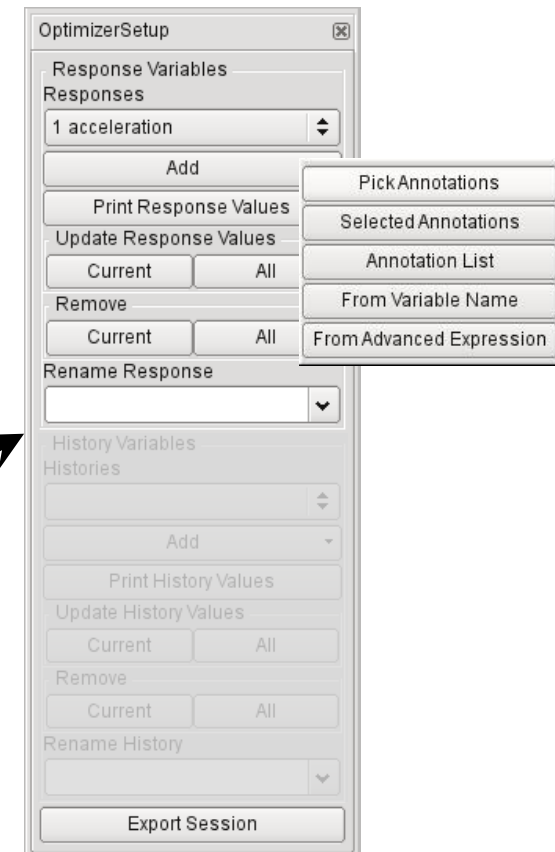 OptimizerSetup
Response Variables
Responses
1 acceleration
Add
Print Response Values
Update Response Values
Current All
Remove
Current All
Rename Response
Pick Annotations
Selected Annotations
Annotation List
From Variable Name
From Advanced Expression
History Variables
Histories
Add
Print History Values
Update History Values
Current All
Remove
Current All
Rename History
Export Session